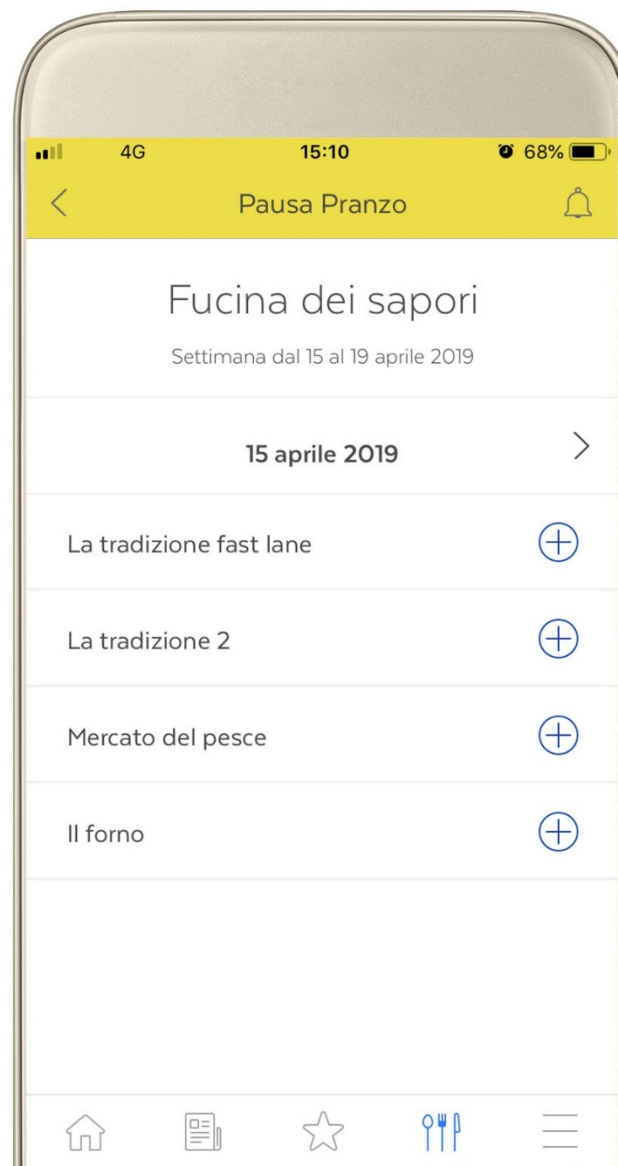 4G 15:10 68%
Pausa Pranzo
Fucina dei sapori
Settimana dal 15 al 19 aprile 2019
15 aprile 2019
La tradizione fast lane
La tradizione 2
Mercato del pesce
Il forno